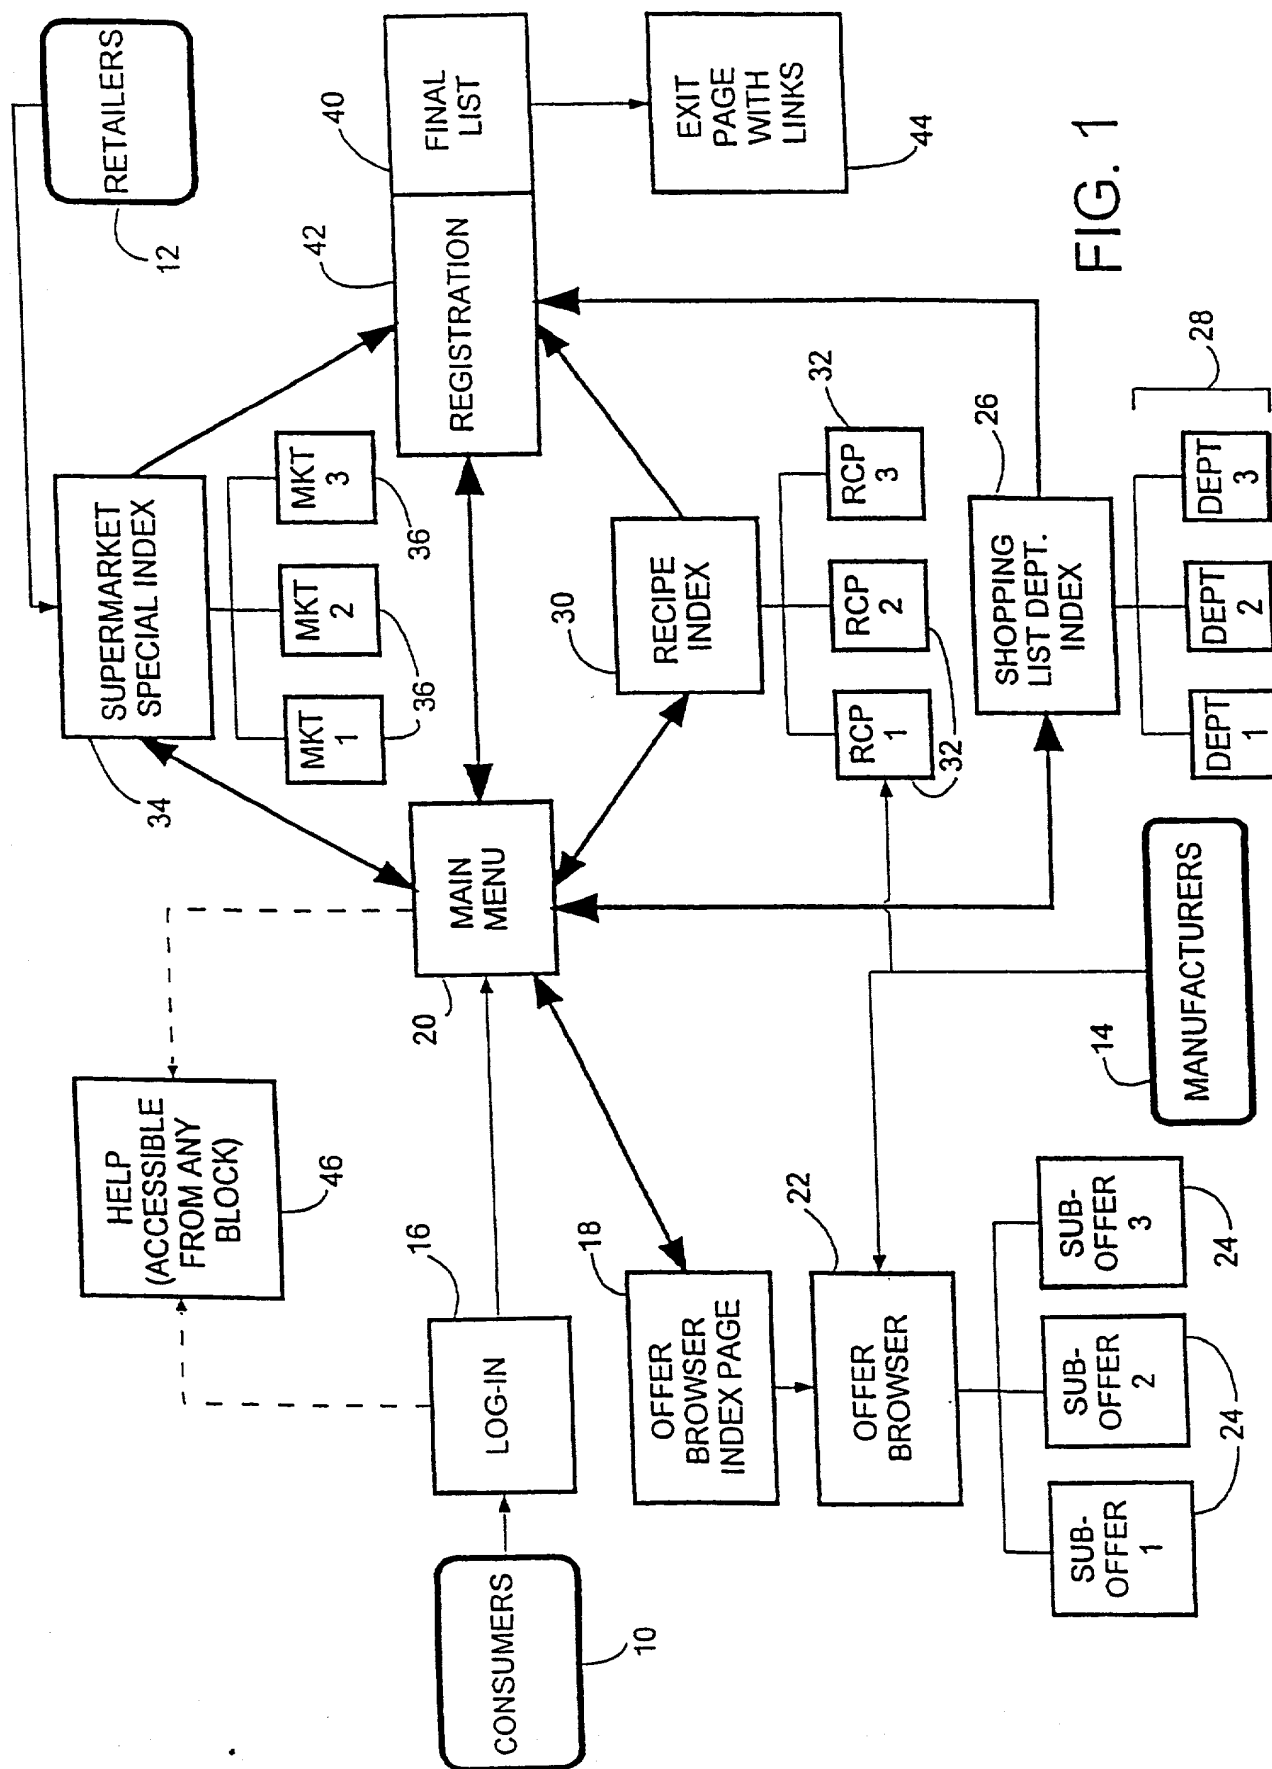 RETAILERS
12
SUPERMARKET
SPECIAL INDEX
34
MKT
1
MKT
2
MKT
3
36
36
HELP
(ACCESSIBLE
FROM ANY
BLOCK)
46
CONSUMERS
10
LOG-IN
16
MAIN
MENU
20
REGISTRATION
42
FINAL
LIST
40
EXIT
PAGE
WITH
LINKS
44
OFFER
BROWSER
INDEX PAGE
18
RECIPE
INDEX
30
OFFER
BROWSER
22
RCP
1
RCP
2
RCP
3
32
32
SUB-
OFFER
1
SUB-
OFFER
2
SUB-
OFFER
3
24
24
SHOPPING
LIST DEPT.
INDEX
26
MANUFACTURERS
14
DEPT
1
DEPT
2
DEPT
3
28
FIG. 1